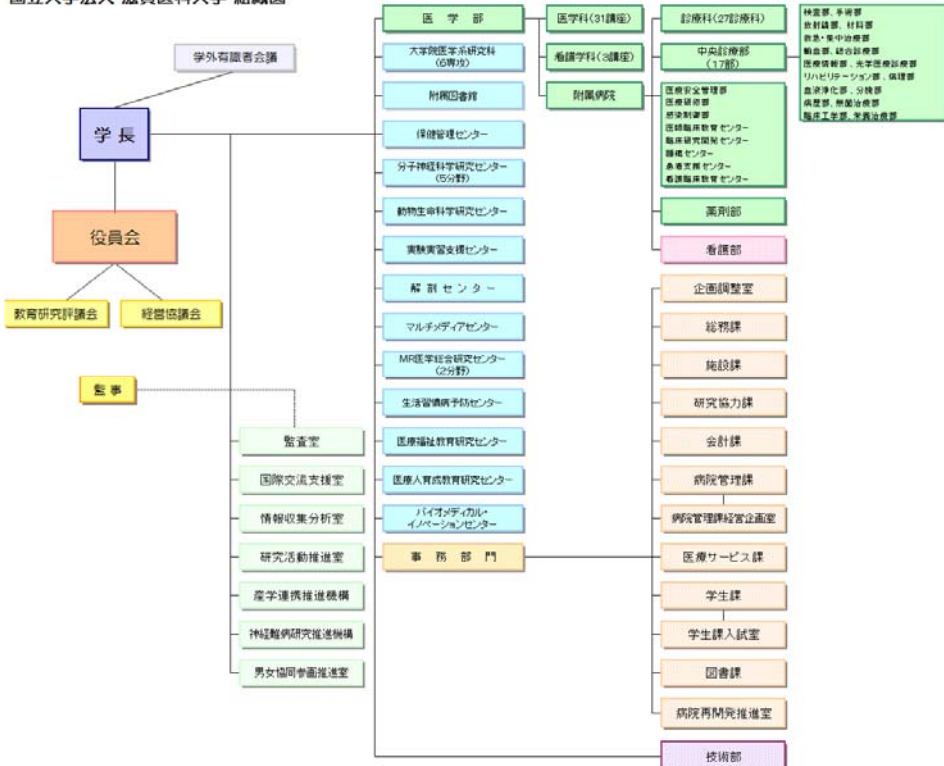 国立大学法人 滋賀医科大学 組織図
学外有識者会議
学長
役員会
教育研究評議会
経営協議会
監事
監査室
国際交流支援室
情報収集分析室
研究活動推進室
産学連携推進機構
神経難病研究推進機構
男女協同参画推進室
医学部
大学院医学系研究科
(6専攻)
附属図書館
保健管理センター
分子神経科学研究センター
(5分野)
動物生命科学研究センター
実験実習支援センター
解剖センター
マルチメディアセンター
MR医学総合研究センター
(2分野)
生活習慣病予防センター
医療福祉教育研究センター
医療人育成教育研究センター
バイオメディカル・
イノベーションセンター
事務部門
医学科(31講座)
看護学科(3講座)
附属病院
診療科(27診療科)
中央診療部
(17部)
検査部、手術部
放射線部、材料部
救急・集中治療部
輸血部、総合診療部
医療情報部、光学医療診療部
リハビリテーション部、病理部
血液浄化部、分娩部
病歴部、無菌治療部
臨床工学部、栄養治療部
医療安全管理部
医療研修部
感染制御部
医師臨床教育センター
臨床研究開発センター
腫瘍センター
患者支援センター
看護臨床教育センター
薬剤部
看護部
企画調整室
総務課
施設課
研究協力課
会計課
病院管理課
病院管理課経営企画室
医療サービス課
学生課
学生課入試室
図書課
病院再開発推進室
技術部